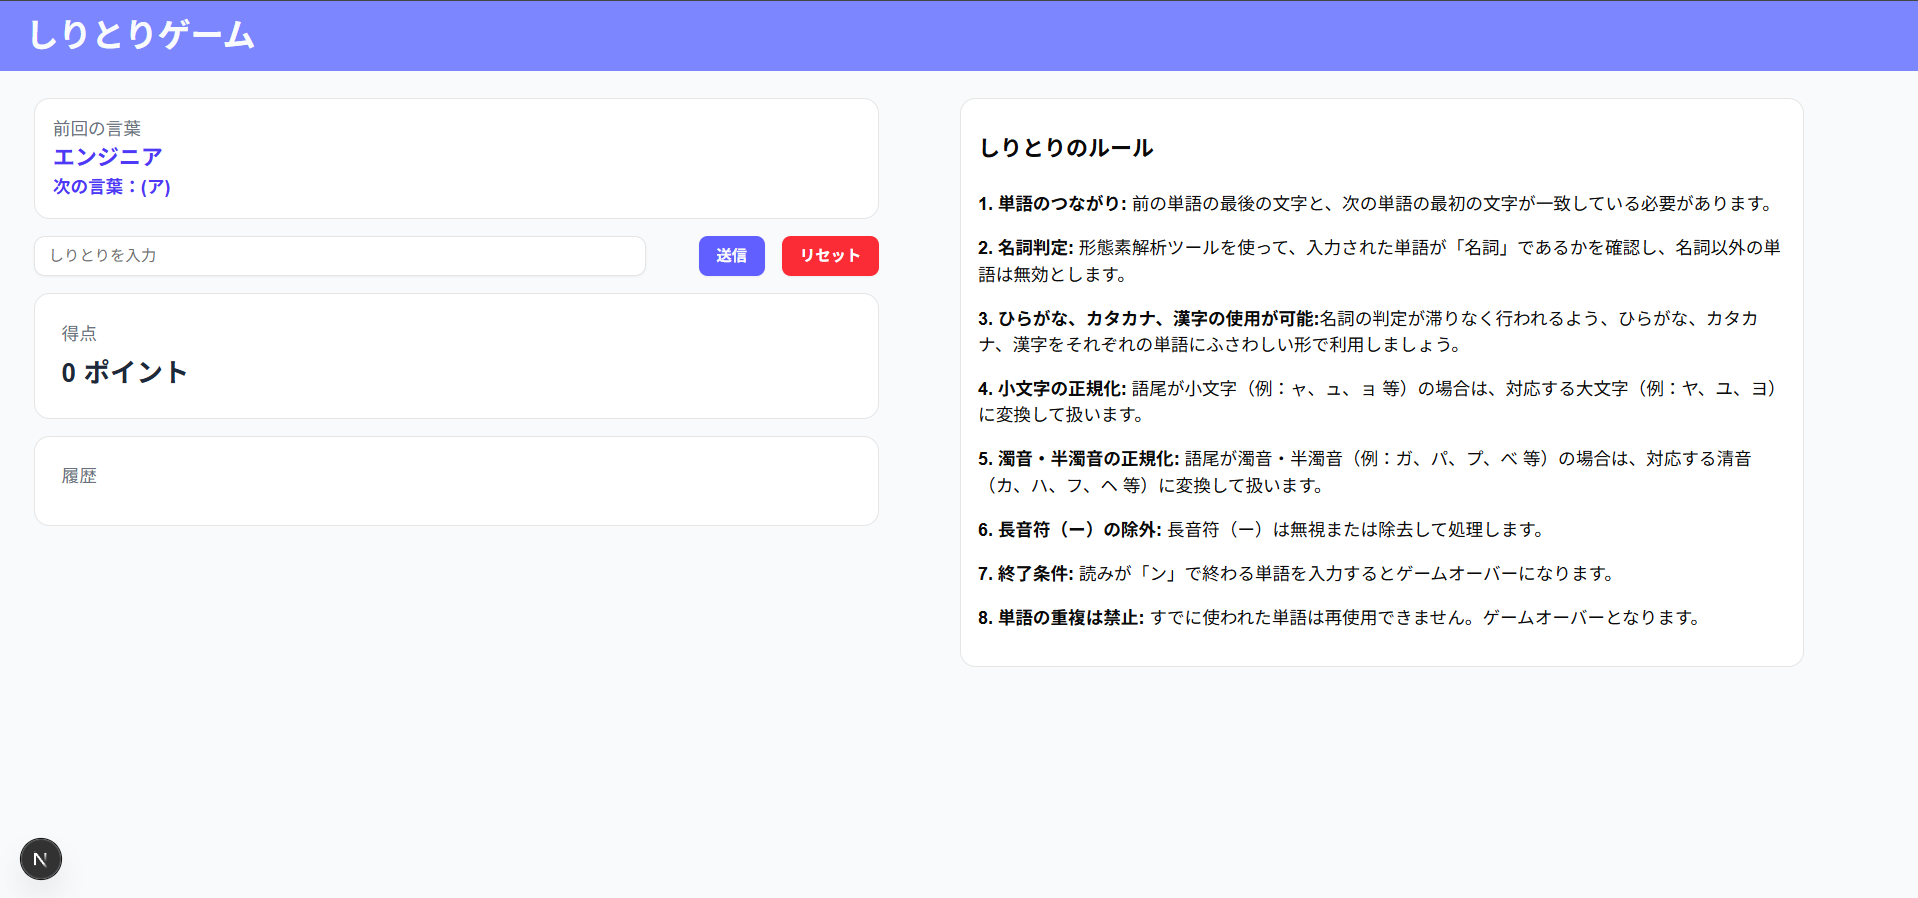 しりとりゲーム
前回の言葉
エンジニア
次の言葉：(ア)
しりとりを入力
送信
リセット
得点
0 ポイント
履歴
しりとりのルール
1. 単語のつながり: 前の単語の最後の文字と、次の単語の最初の文字が一致している必要があります。
2. 名詞判定: 形態素解析ツールを使って、入力された単語が「名詞」であるかを確認し、名詞以外の単
語は無効とします。
3. ひらがな、カタカナ、漢字の使用が可能:名詞の判定が滞りなく行われるよう、ひらがな、カタカ
ナ、漢字をそれぞれの単語にふさわしい形で利用しましょう。
4. 小文字の正規化: 語尾が小文字（例：ャ、ュ、ョ 等）の場合は、対応する大文字（例：ヤ、ユ、ヨ）
に変換して扱います。
5. 濁音・半濁音の正規化: 語尾が濁音・半濁音（例：ガ、パ、プ、べ 等）の場合は、対応する清音
（カ、ハ、フ、ヘ 等）に変換して扱います。
6. 長音符（ー）の除外: 長音符（ー）は無視または除去して処理します。
7. 終了条件: 読みが「ン」で終わる単語を入力するとゲームオーバーになります。
8. 単語の重複は禁止: すでに使われた単語は再使用できません。ゲームオーバーとなります。
N